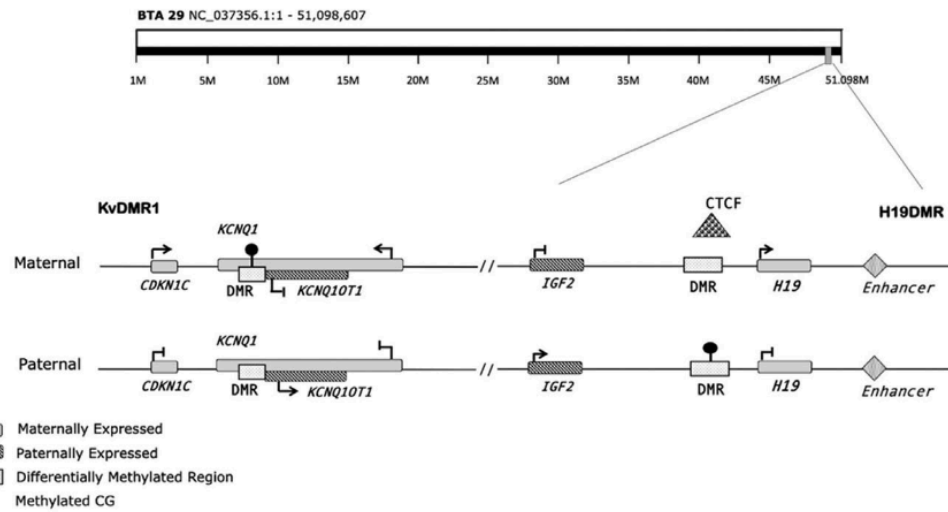 BTA 29 NC_037356.1:1 - 51,098,607
1M 5M 10M 15M 20M 25M 30M 35M 40M 45M 51.098M
KvDMR1
H19DMR
CTCF
KCNQ1
Maternal
CDKN1C
DMR
KCNQ1OT1
//
IGF2
DMR
H19
Enhancer
KCNQ1
Paternal
CDKN1C
DMR
KCNQ1OT1
//
IGF2
DMR
H19
Enhancer
Maternally Expressed
Paternally Expressed
Differentially Methylated Region
Methylated CG